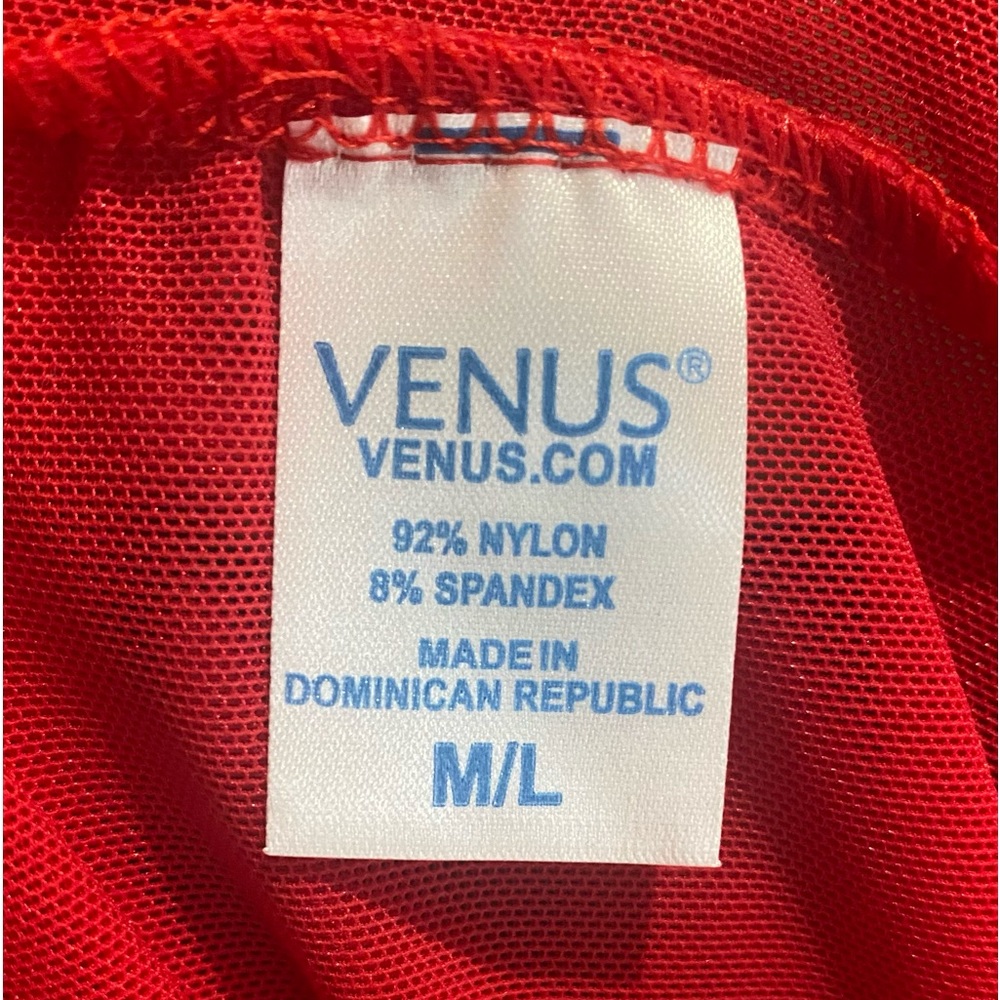 VENUS®
VENUS.COM
92% NYLON
8% SPANDEX
MADE IN
DOMINICAN REPUBLIC
M/L